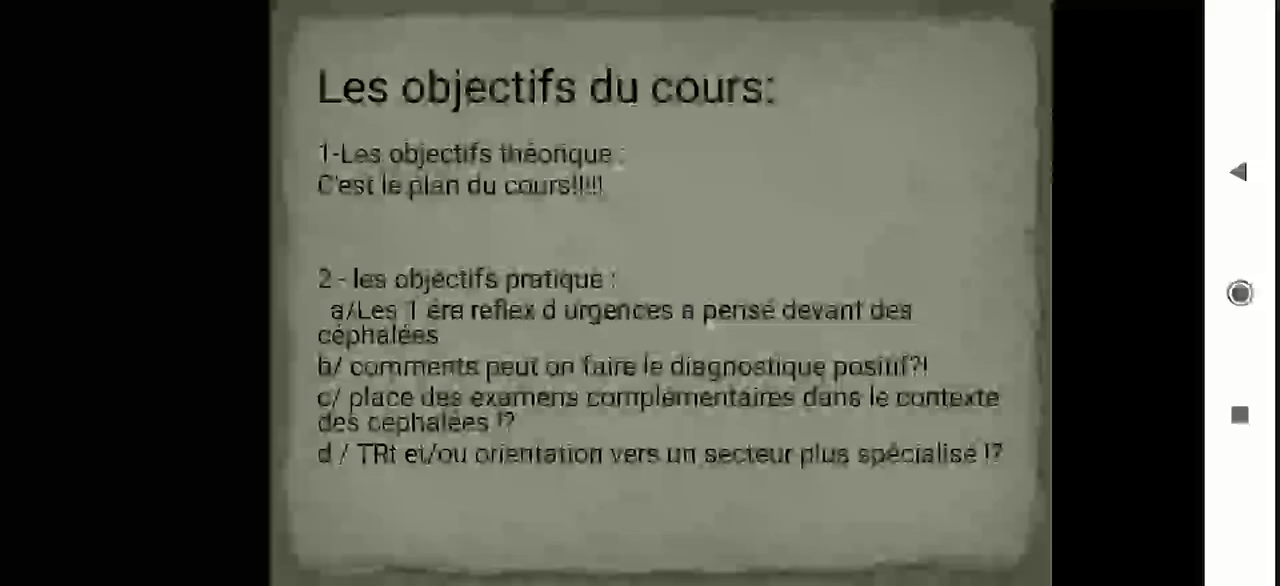 Les objectifs du cours:
1-Les objectifs théorique :
C'est le plan du cours!!!!!
2 - les objectifs pratique :
a/Les 1 ére reflex d urgences a pensé devant des
céphalées
b/ comments peut on faire le diagnostique positif?!
c/ place des examens complémentaires dans le contexte
des céphalées !?
d / TRt et/ou orientation vers un secteur plus spécialisé !?